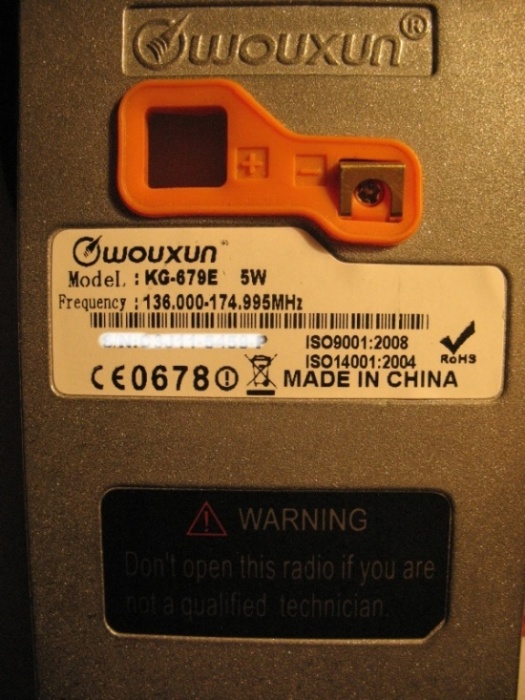 WOUXUN®
+ −
WOUXUN®
Model : KG-679E 5W
Frequency : 136.000-174.995MHz
ISO9001:2008
ISO14001:2004
RoHS
CE0678 MADE IN CHINA
WARNING
Don't open this radio if you are
not a qualified technician.